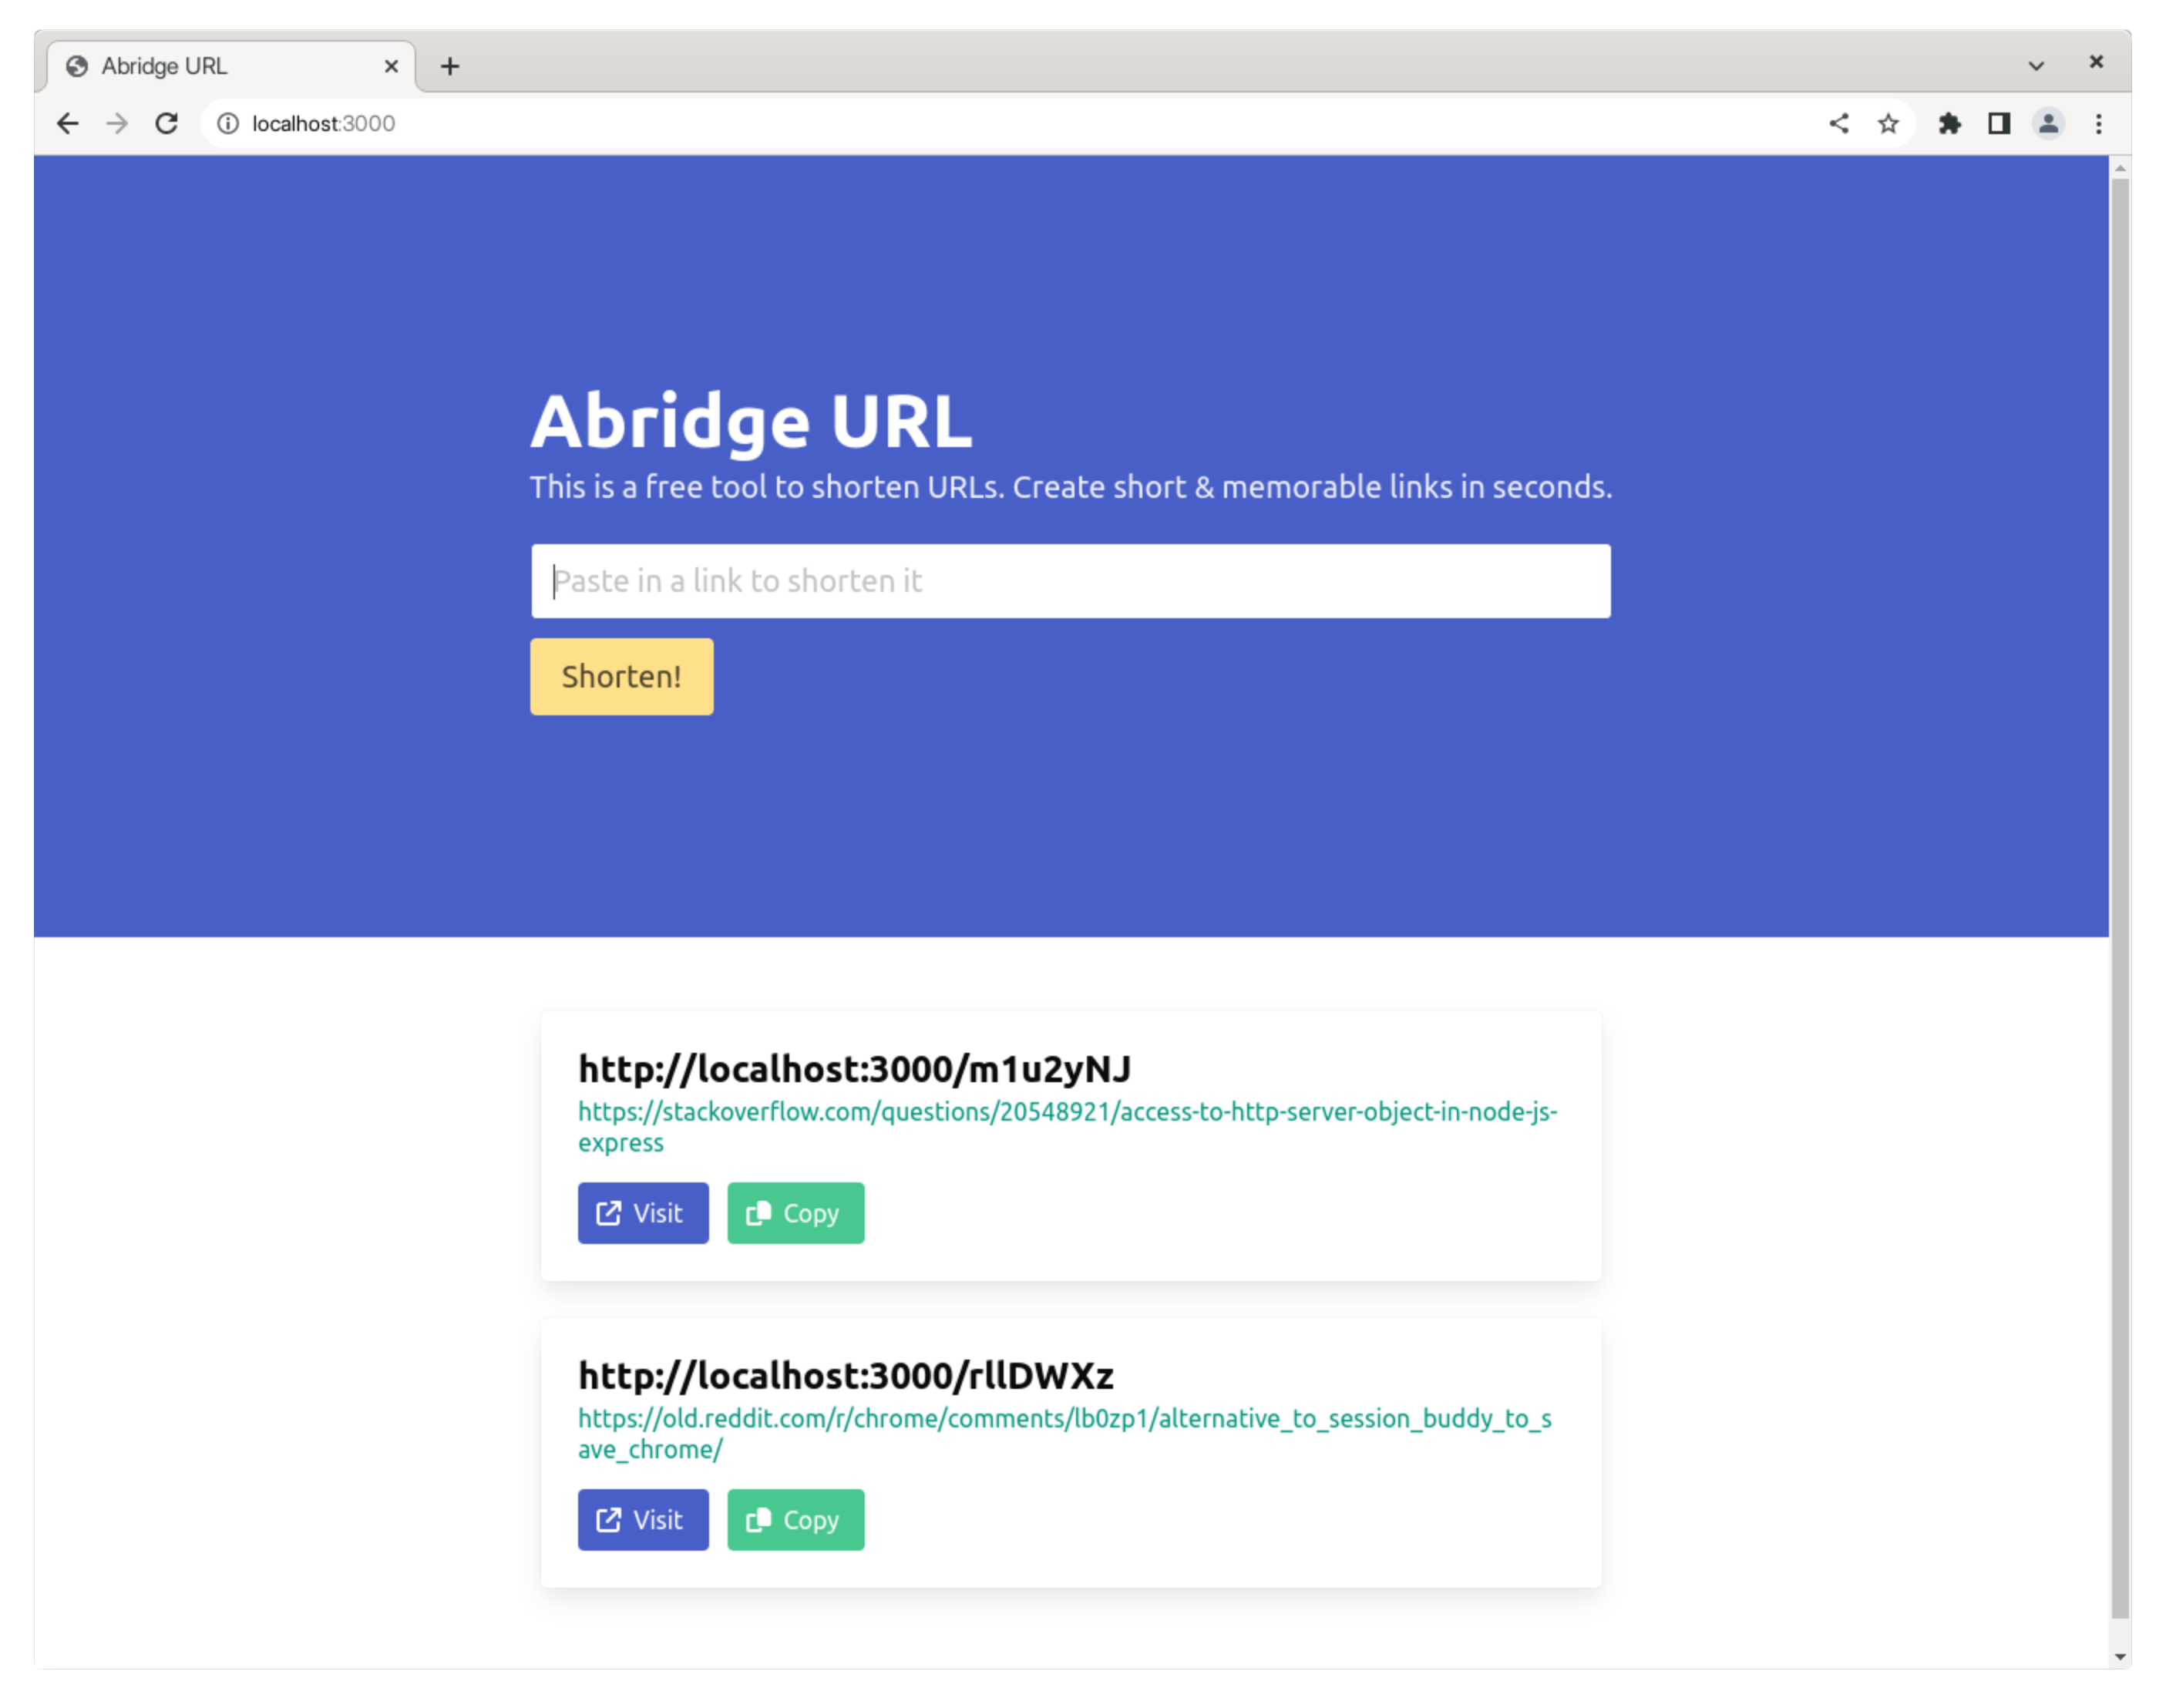 Abridge URL
localhost:3000
Abridge URL
This is a free tool to shorten URLs. Create short & memorable links in seconds.
Paste in a link to shorten it
Shorten!
http://localhost:3000/m1u2yNJ
https://stackoverflow.com/questions/20548921/access-to-http-server-object-in-node-js-
express
Visit Copy
http://localhost:3000/rllDWXz
https://old.reddit.com/r/chrome/comments/lb0zp1/alternative_to_session_buddy_to_s
ave_chrome/
Visit Copy